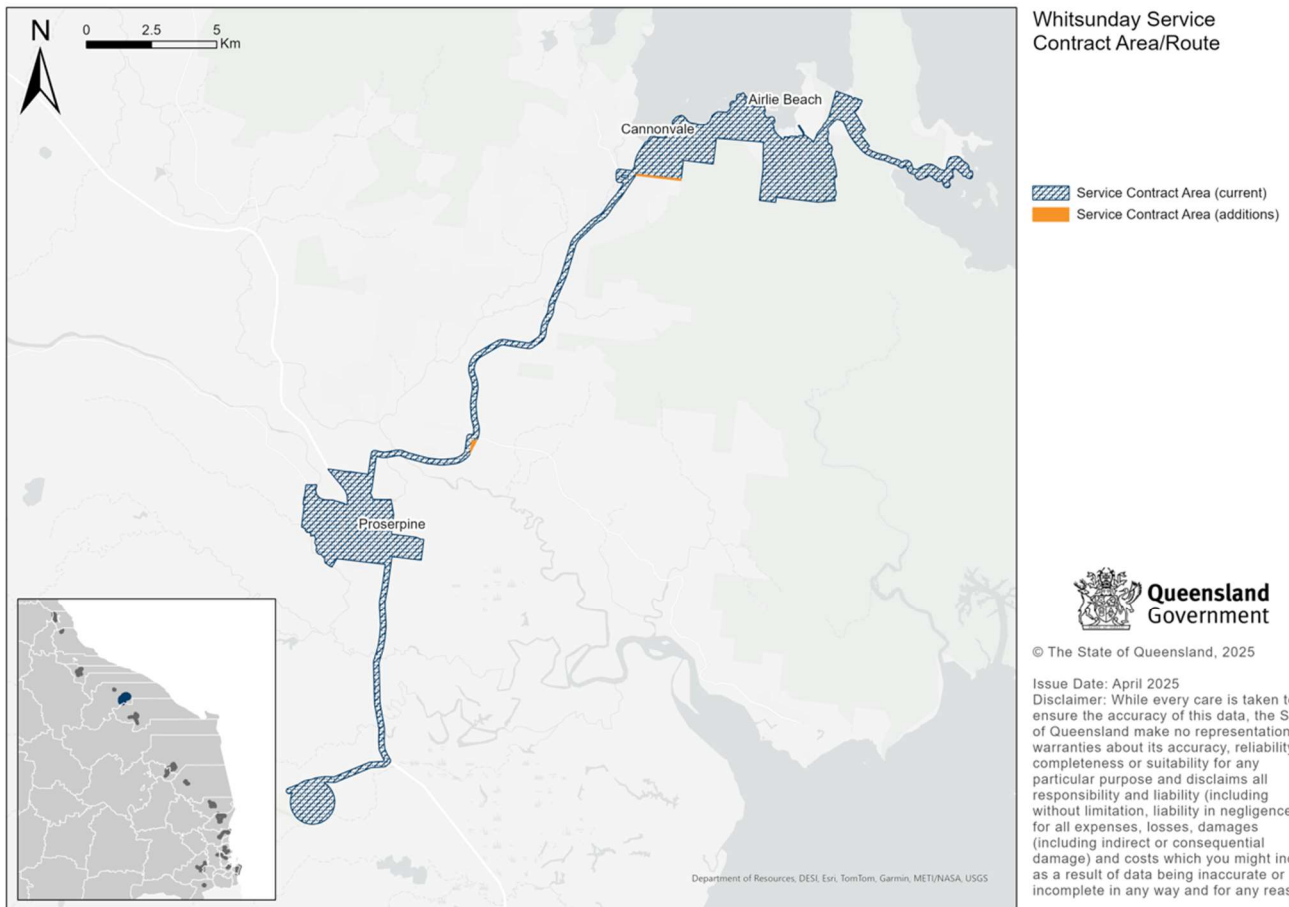 Whitsunday Service
Contract Area/Route
N
0 2.5 5
Km
Airlie Beach
Cannonvale
Service Contract Area (current)
Service Contract Area (additions)
Proserpine
Queensland
Government
© The State of Queensland, 2025
Issue Date: April 2025
Disclaimer: While every care is taken
ensure the accuracy of this data, the
of Queensland make no representation
warranties about its accuracy, reliability
completeness or suitability for any
particular purpose and disclaims all
responsibility and liability (including
without limitation, liability in negligence
for all expenses, losses, damages
(including indirect or consequential
damage) and costs which you might
as a result of data being inaccurate or
incomplete in any way and for any
Department of Resources, DESI, Esri, TomTom, Garmin, METI/NASA, USGS